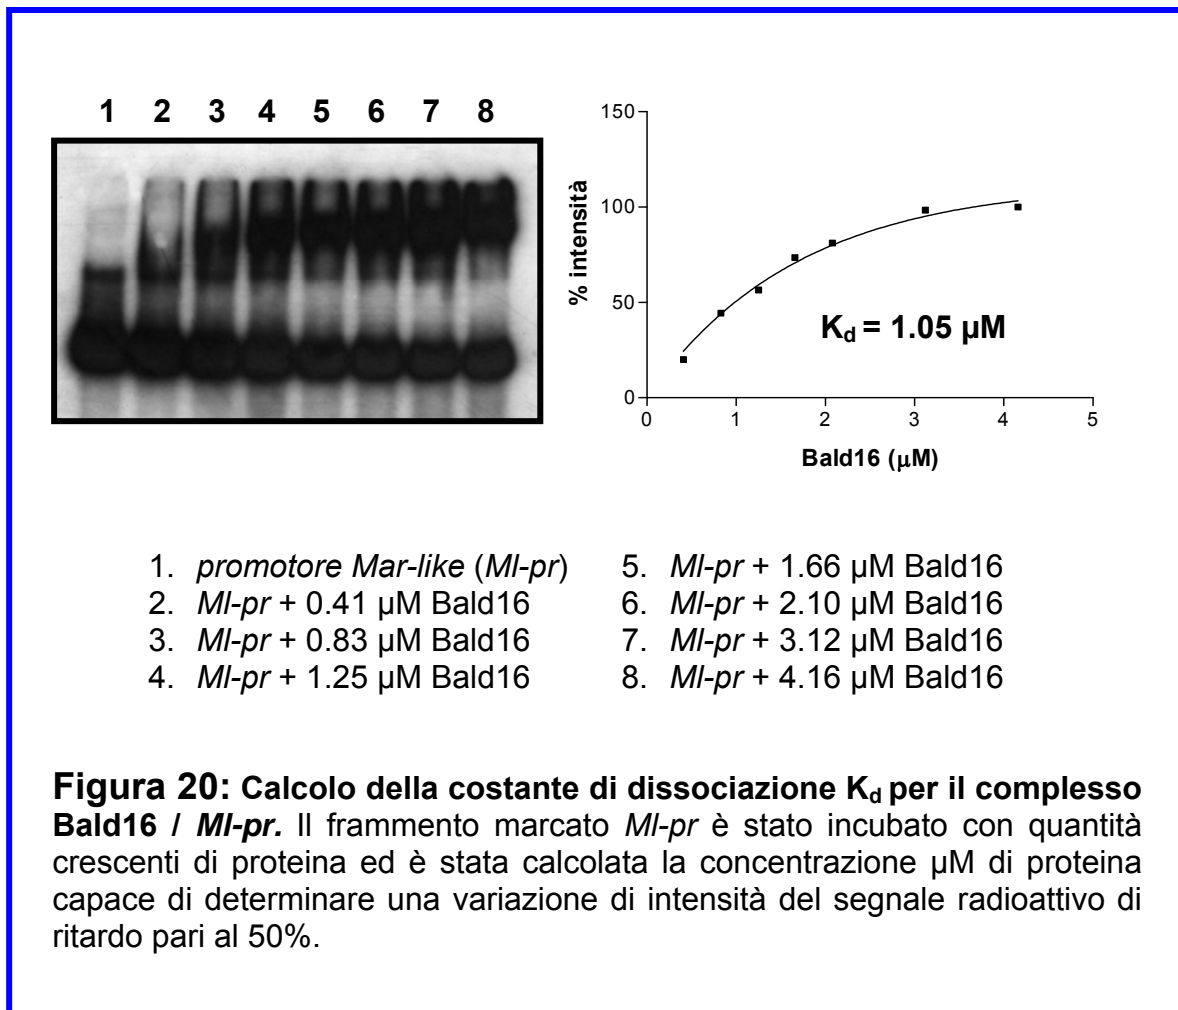 1 2 3 4 5 6 7 8
150
100
50
0
% intensità
Kd = 1.05 µM
0 1 2 3 4 5
Bald16 (µM)
1. promotore Mar-like (Ml-pr)
2. Ml-pr + 0.41 µM Bald16
3. Ml-pr + 0.83 µM Bald16
4. Ml-pr + 1.25 µM Bald16
5. Ml-pr + 1.66 µM Bald16
6. Ml-pr + 2.10 µM Bald16
7. Ml-pr + 3.12 µM Bald16
8. Ml-pr + 4.16 µM Bald16
Figura 20: Calcolo della costante di dissociazione Kd per il complesso
Bald16 / Ml-pr. Il frammento marcato Ml-pr è stato incubato con quantità
crescenti di proteina ed è stata calcolata la concentrazione µM di proteina
capace di determinare una variazione di intensità del segnale radioattivo di
ritardo pari al 50%.